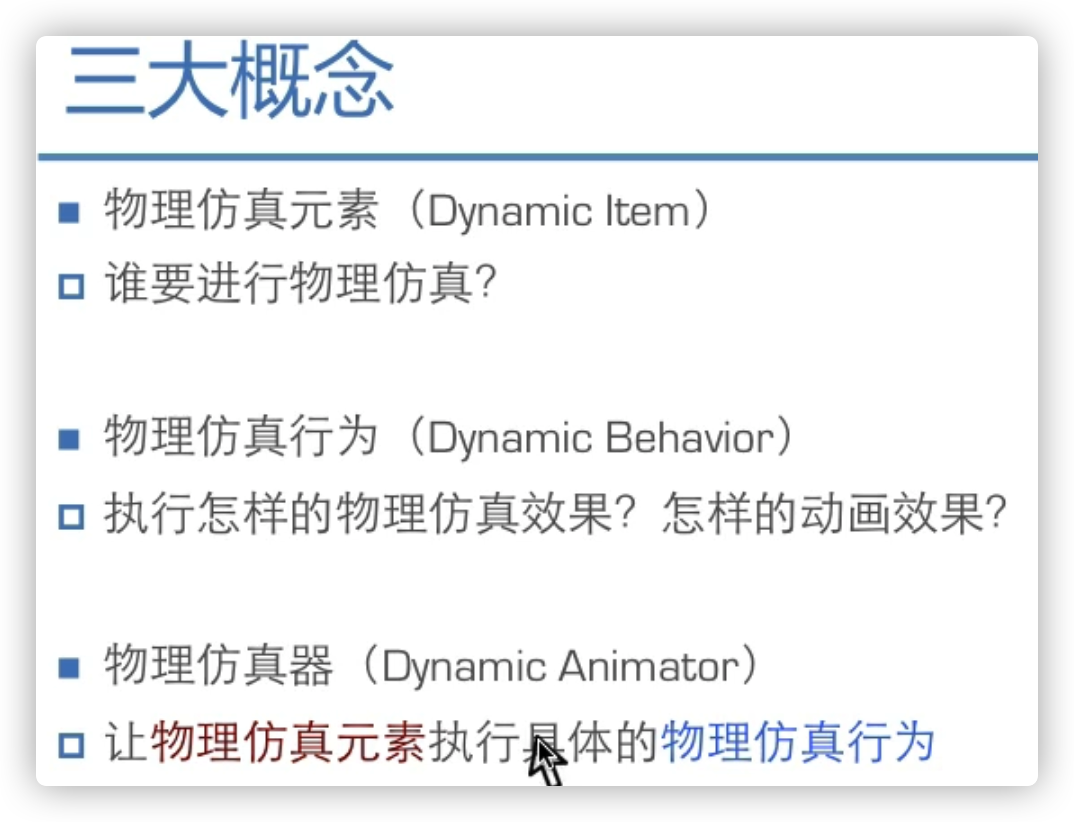 三大概念
物理仿真元素（Dynamic Item）
谁要进行物理仿真？
物理仿真行为（Dynamic Behavior）
执行怎样的物理仿真效果？怎样的动画效果？
物理仿真器（Dynamic Animator）
让物理仿真元素执行具体的物理仿真行为